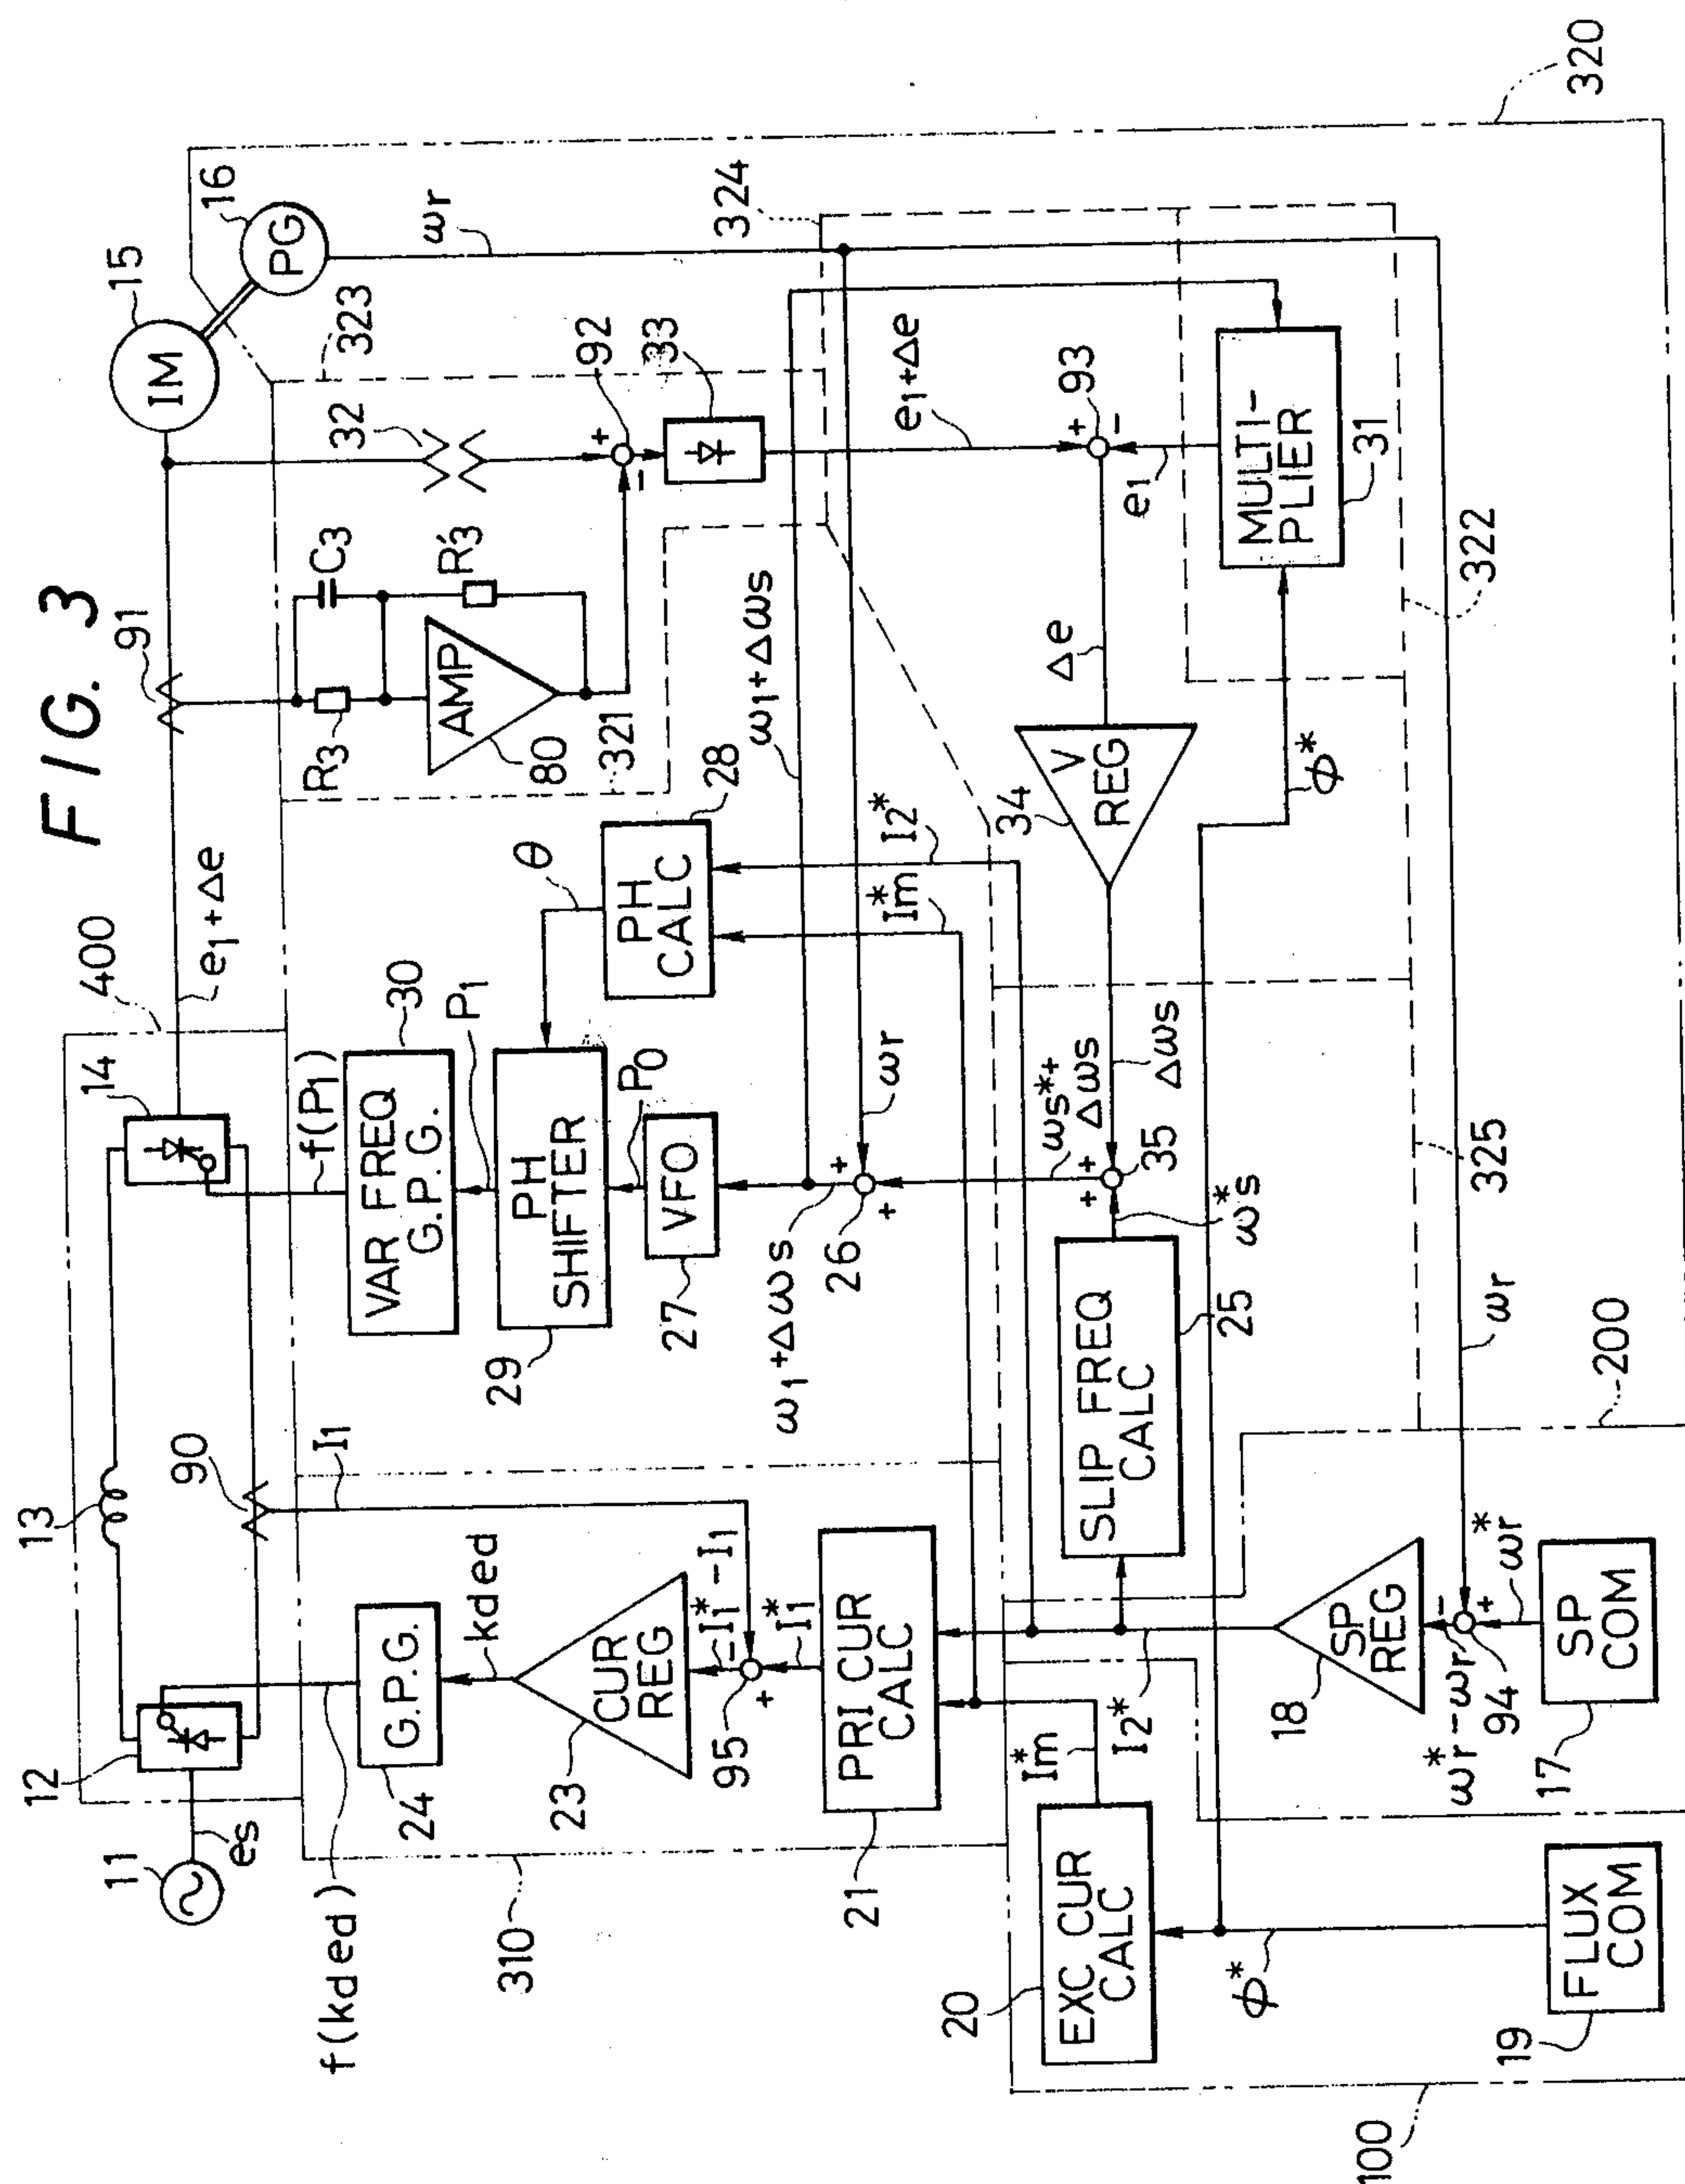 FIG. 3
400
13
12
11
es
90
14
e1+Δe
91
15
IM
16
PG
ωr
f(kded)
G.P.G.
24
kded
I1
f(P1)
VAR FREQ
G.P.G.
30
P1
R3
C3
R'3
AMP
80
321
32
323
92
+
-
33
310
CUR
REG
23
I1*-I1
-
+
95
I1*
PRI CUR
CALC
21
PH
SHIFTER
29
P0
VFO
27
θ
PH
CALC
28
ω1+Δωs
ω1+Δωs
26
+
+
ωr
Im*
I2*
324
e1+Δe
320
20
EXC CUR
CALC
Im*
I2*
SLIP FREQ
CALC
25
ωs*+
Δωs
+
+
35
ωs*
Δωs
34
V
REG
Δe
+
-
93
e1
MULTI-
PLIER
31
ϕ*
322
325
18
SP
REG
ωr*-ωr
-
+
94
ωr*
17
SP
COM
200
ωr
ϕ*
19
FLUX
COM
100